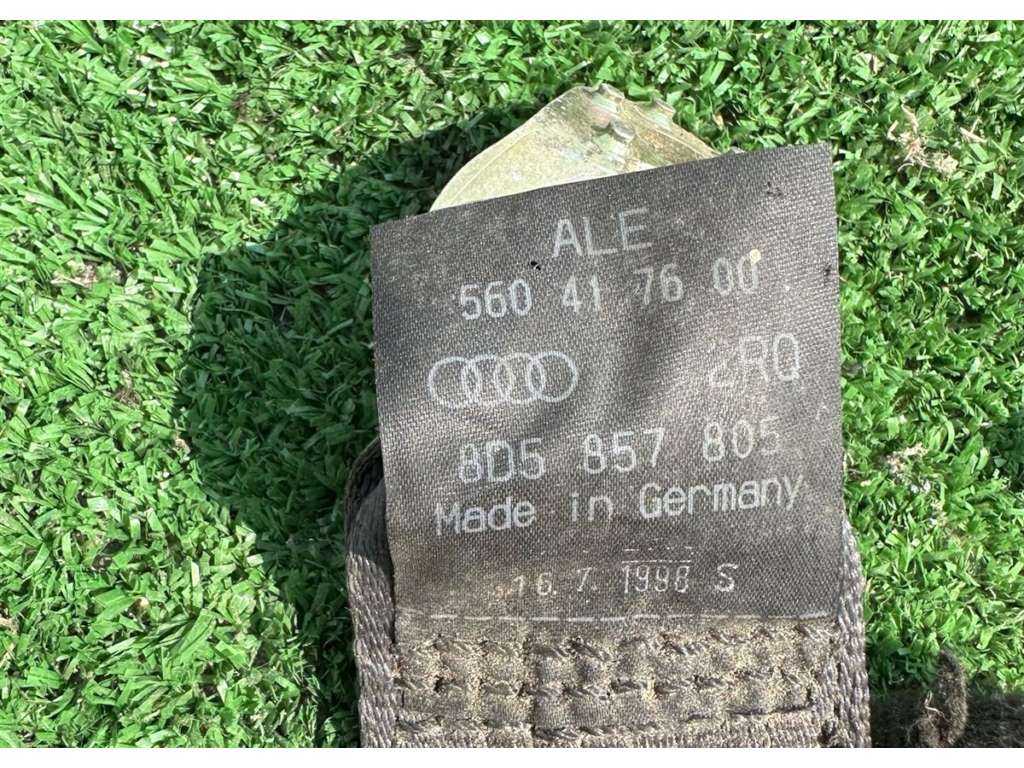 ALE
560 41 76 00
2RQ
8D5 857 805
Made in Germany
16.7. 1998 S